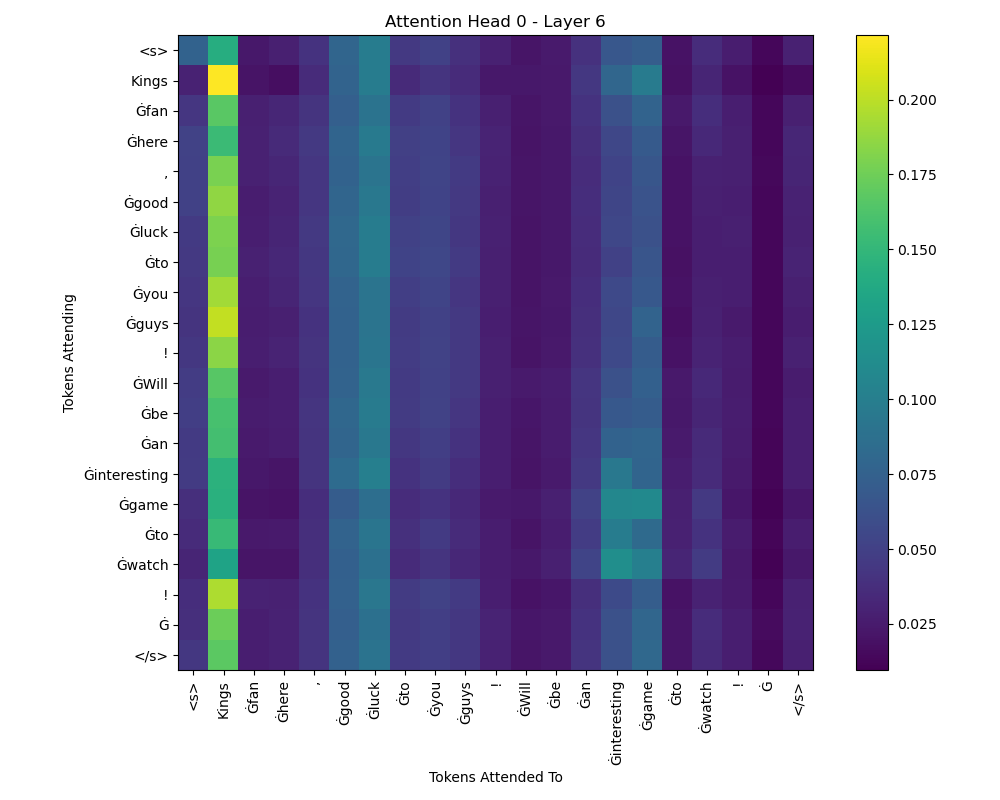 Attention Head 0 - Layer 6
Tokens Attending
<s>
Kings
Ġfan
Ġhere
,
Ġgood
Ġluck
Ġto
Ġyou
Ġguys
!
ĠWill
Ġbe
Ġan
Ġinteresting
Ġgame
Ġto
Ġwatch
!
Ġ
</s>
<s>
Kings
Ġfan
Ġhere
,
Ġgood
Ġluck
Ġto
Ġyou
Ġguys
!
ĠWill
Ġbe
Ġan
Ġinteresting
Ġgame
Ġto
Ġwatch
!
Ġ
</s>
Tokens Attended To
0.200
0.175
0.150
0.125
0.100
0.075
0.050
0.025